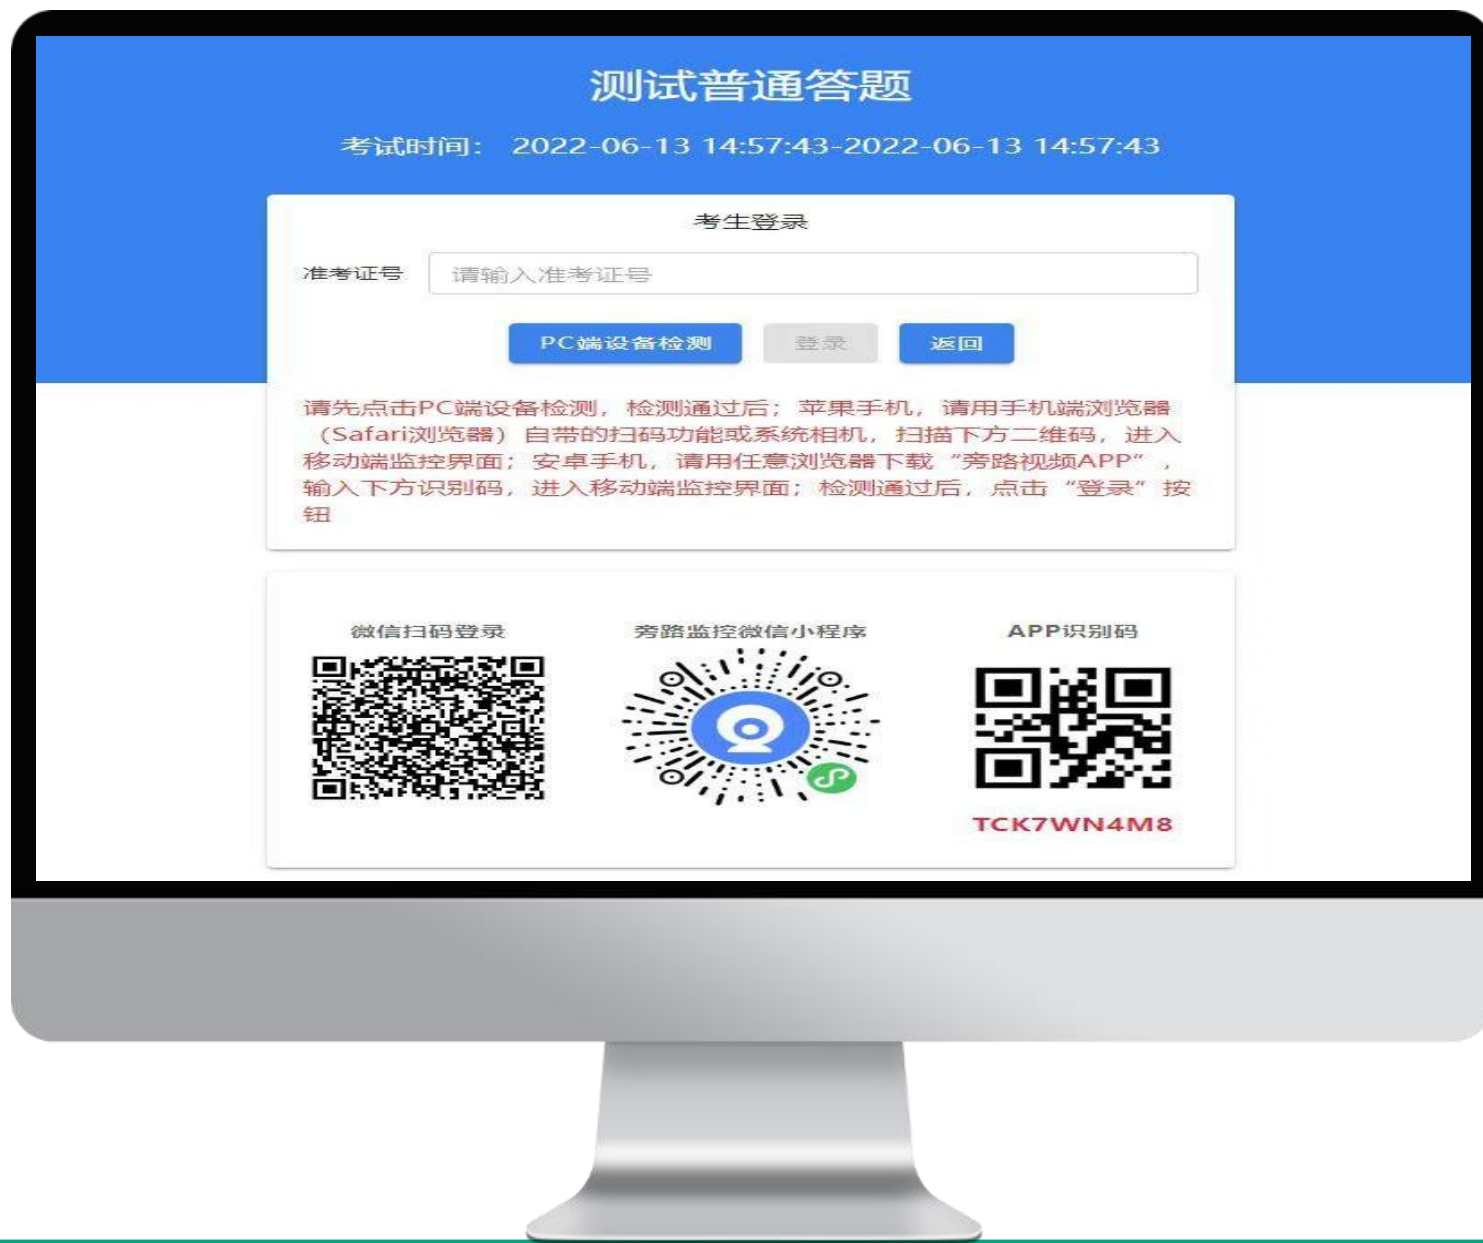 测试普通答题
考试时间： 2022-06-13 14:57:43-2022-06-13 14:57:43
考生登录
准考证号 请输入准考证号
PC端设备检测 登录 返回
请先点击PC端设备检测，检测通过后；苹果手机，请用手机端浏览器
（Safari浏览器）自带的扫码功能或系统相机，扫描下方二维码，进入
移动端监控界面；安卓手机，请用任意浏览器下载“旁路视频APP”，
输入下方识别码，进入移动端监控界面；检测通过后，点击“登录”按
钮
微信扫码登录 旁路监控微信小程序 APP识别码
TCK7WN4M8